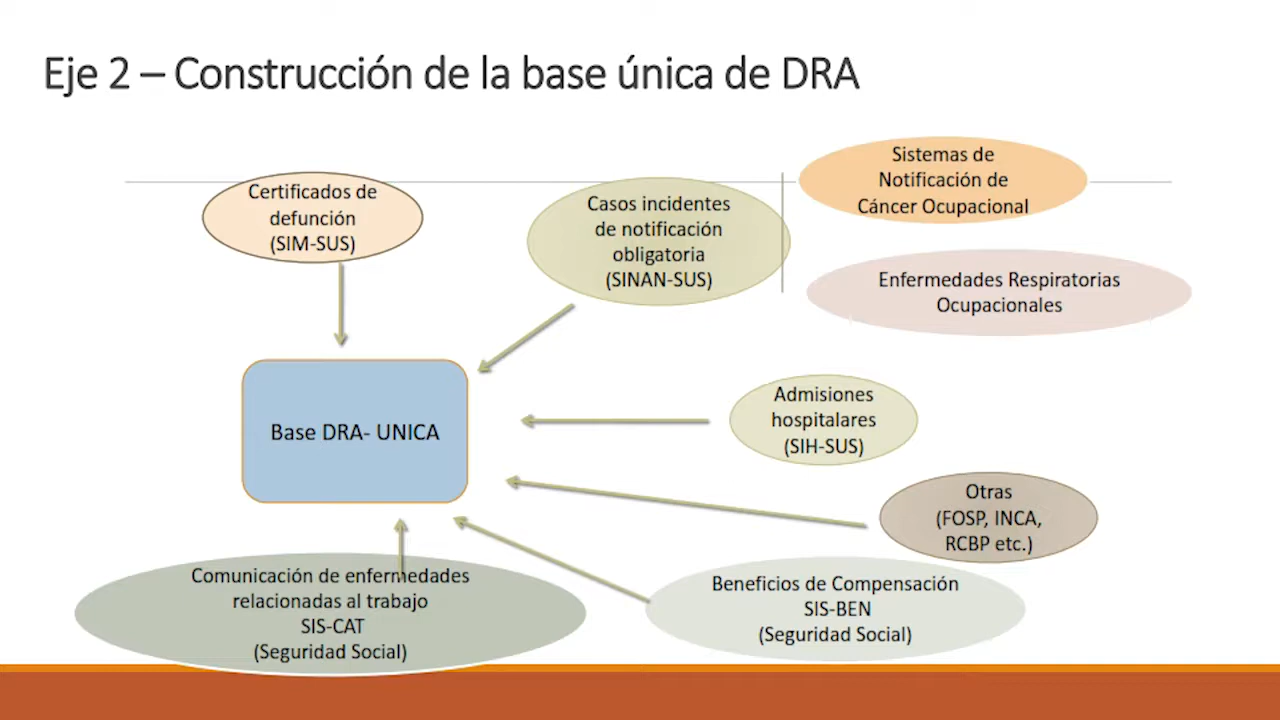 Eje 2 – Construcción de la base única de DRA
Certificados de
defunción
(SIM-SUS)
Casos incidentes
de notificación
obligatoria
(SINAN-SUS)
Sistemas de
Notificación de
Cáncer Ocupacional
Enfermedades Respiratorias
Ocupacionales
Base DRA- UNICA
Admisiones
hospitalares
(SIH-SUS)
Otras
(FOSP, INCA,
RCBP etc.)
Comunicación de enfermedades
relacionadas al trabajo
SIS-CAT
(Seguridad Social)
Beneficios de Compensación
SIS-BEN
(Seguridad Social)